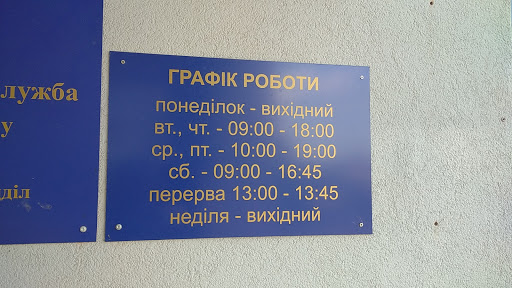 лужба
у
діл
ГРАФІК РОБОТИ
понеділок - вихідний
вт., чт. - 09:00 - 18:00
ср., пт. - 10:00 - 19:00
сб. - 09:00 - 16:45
перерва 13:00 - 13:45
неділя - вихідний